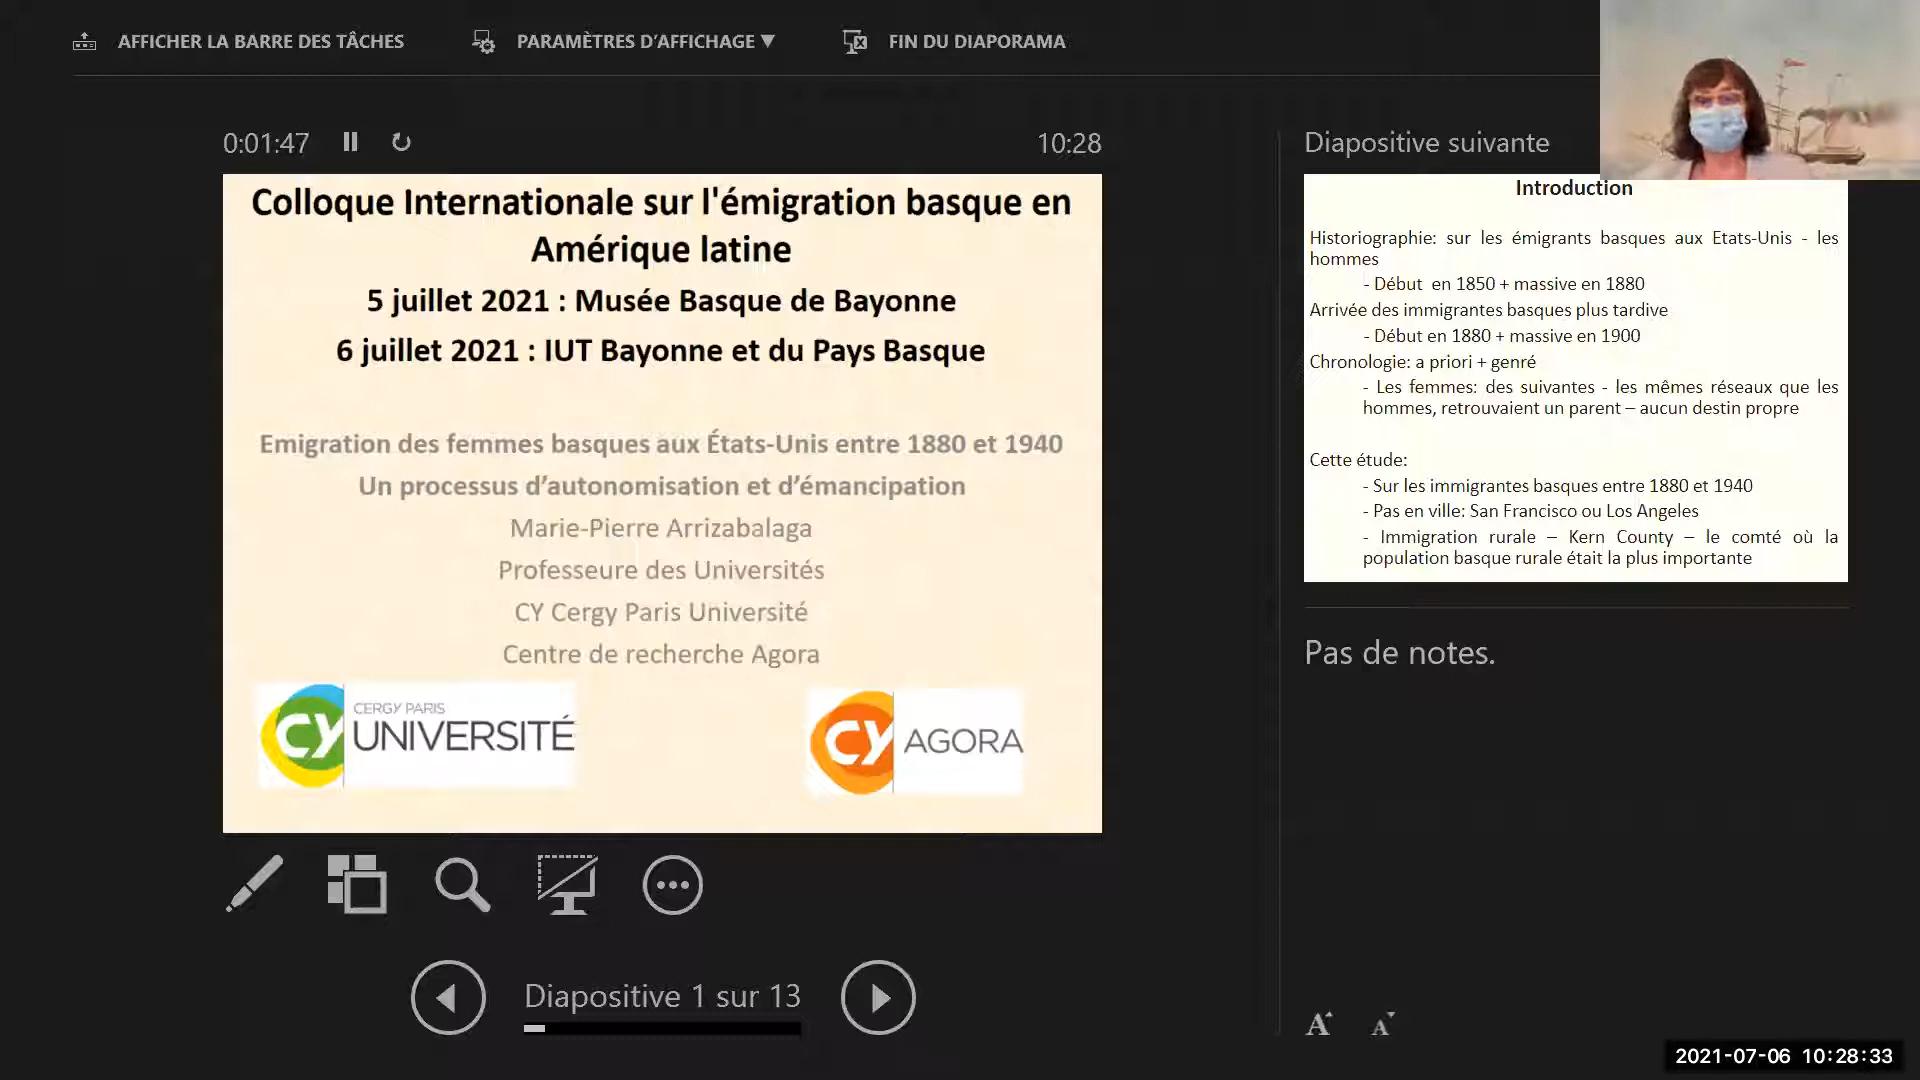 AFFICHER LA BARRE DES TÂCHES
PARAMÈTRES D'AFFICHAGE ▼
FIN DU DIAPORAMA
0:01:47
10:28
Colloque Internationale sur l'émigration basque en
Amérique latine
5 juillet 2021 : Musée Basque de Bayonne
6 juillet 2021 : IUT Bayonne et du Pays Basque
Emigration des femmes basques aux États-Unis entre 1880 et 1940
Un processus d’autonomisation et d’émancipation
Marie-Pierre Arrizabalaga
Professeure des Universités
CY Cergy Paris Université
Centre de recherche Agora
CY
CERGY PARIS
UNIVERSITÉ
CY
AGORA
Diapositive 1 sur 13
Diapositive suivante
Introduction
Historiographie: sur les émigrants basques aux Etats-Unis - les
hommes
- Début en 1850 + massive en 1880
Arrivée des immigrantes basques plus tardive
- Début en 1880 + massive en 1900
Chronologie: a priori + genré
- Les femmes: des suivantes - les mêmes réseaux que les
hommes, retrouvaient un parent – aucun destin propre
Cette étude:
- Sur les immigrantes basques entre 1880 et 1940
- Pas en ville: San Francisco ou Los Angeles
- Immigration rurale – Kern County – le comté où la
population basque rurale était la plus importante
Pas de notes.
A
A
2021-07-06 10:28:33